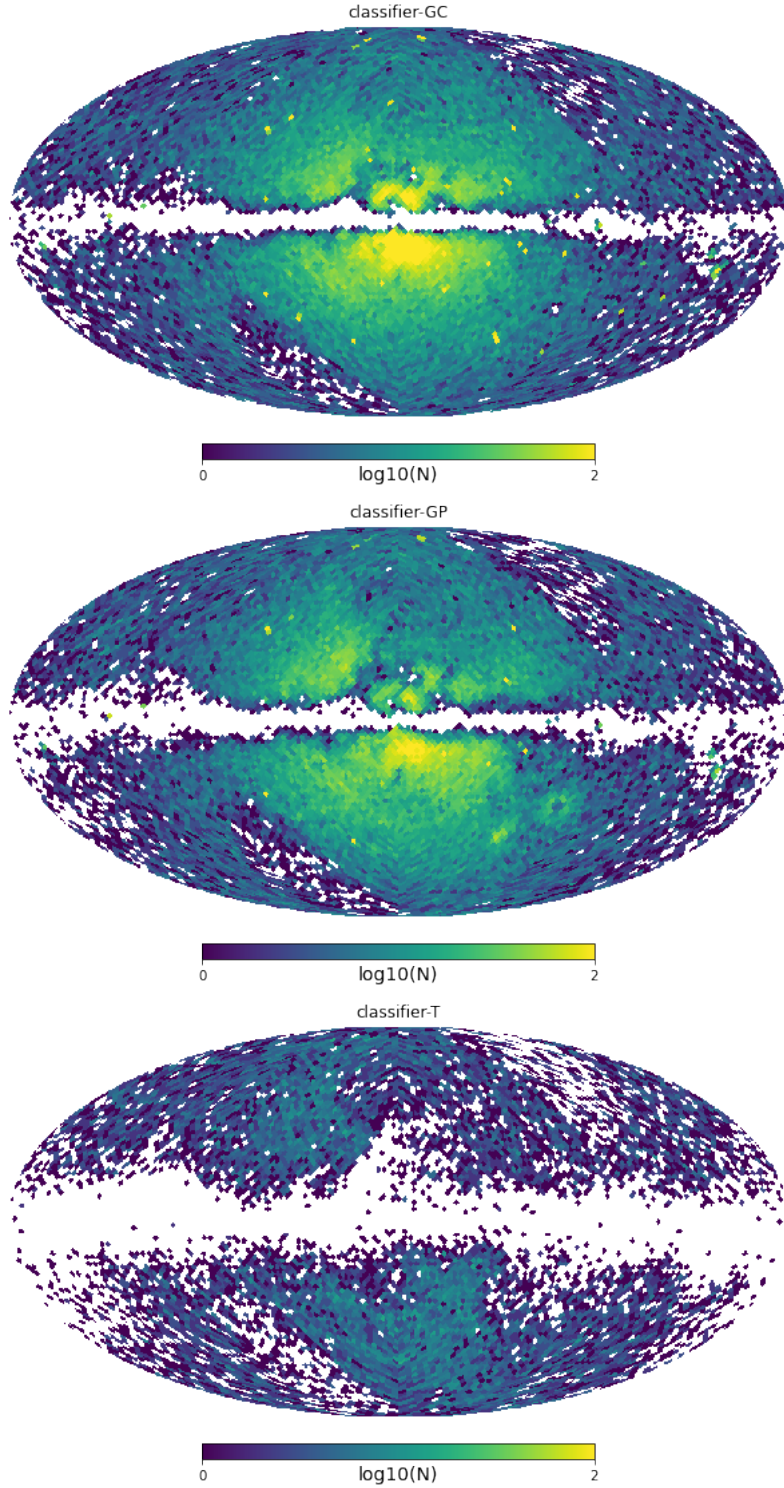 classifier-GC
0 2
log10(N)
classifier-GP
0 2
log10(N)
classifier-T
0 2
log10(N)